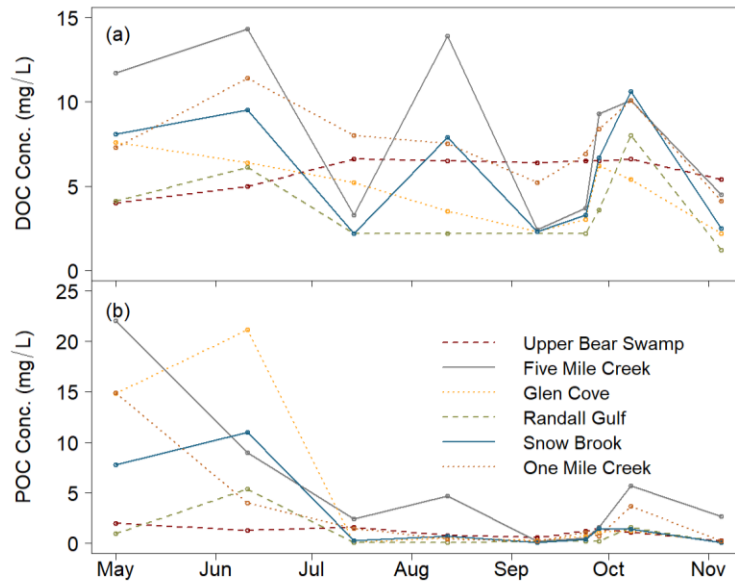 15
(a)
10
5
0
DOC Conc. (mg/L)
25
(b)
20
15
10
5
0
POC Conc. (mg/L)
Upper Bear Swamp
Five Mile Creek
Glen Cove
Randall Gulf
Snow Brook
One Mile Creek
May Jun Jul Aug Sep Oct Nov